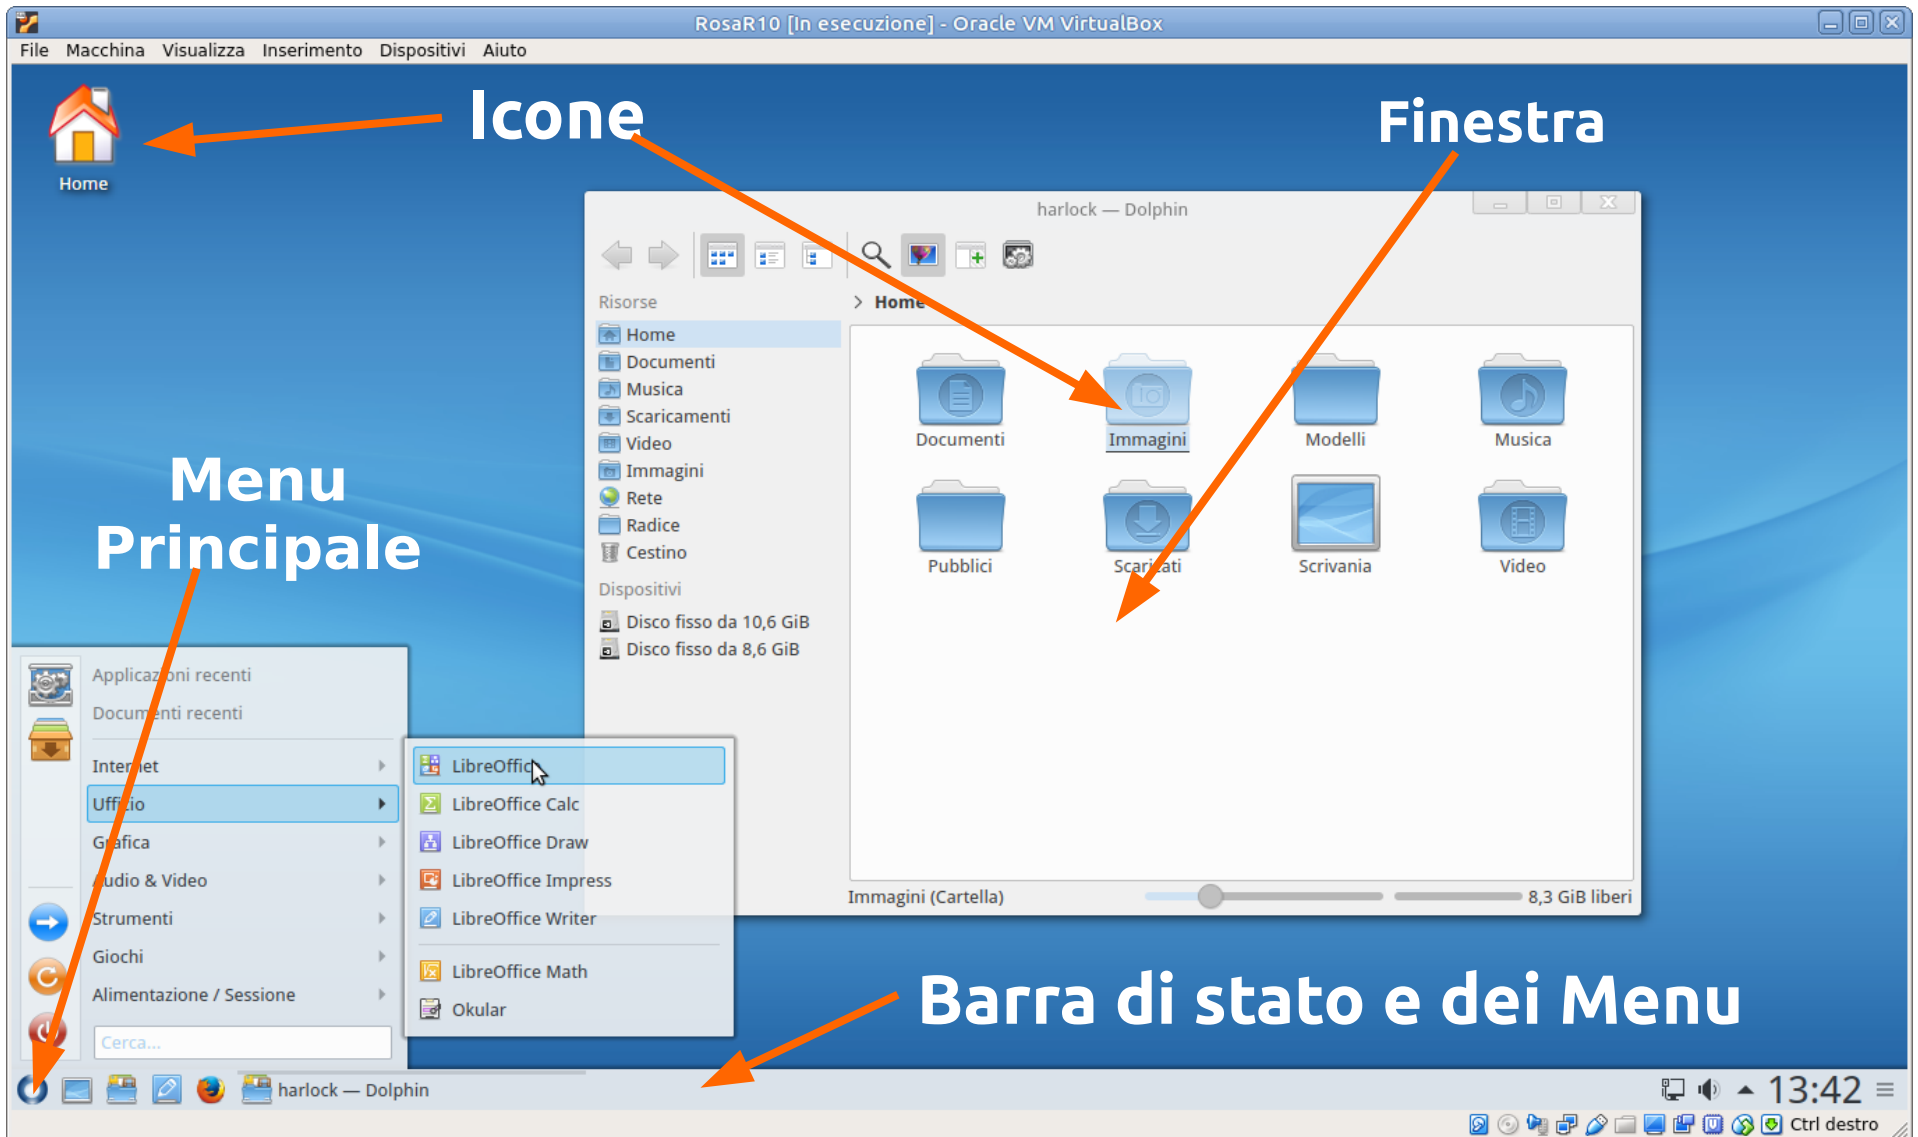 RosaR10 [In esecuzione] - Oracle VM VirtualBox
File Macchina Visualizza Inserimento Dispositivi Aiuto
Icone
Finestra
Home
harlock — Dolphin
Risorse
> Home
Home
Documenti
Musica
Scaricamenti
Video
Immagini
Rete
Radice
Cestino
Dispositivi
Disco fisso da 10,6 GiB
Disco fisso da 8,6 GiB
Documenti Immagini Modelli Musica
Pubblici Scaricati Scrivania Video
Immagini (Cartella)
8,3 GiB liberi
Menu
Principale
Applicazioni recenti
Documenti recenti
Internet
Ufficio
Grafica
Audio & Video
Strumenti
Giochi
Alimentazione / Sessione
Cerca...
LibreOffice
LibreOffice Calc
LibreOffice Draw
LibreOffice Impress
LibreOffice Writer
LibreOffice Math
Okular
Barra di stato e dei Menu
harlock — Dolphin
13:42
Ctrl destro